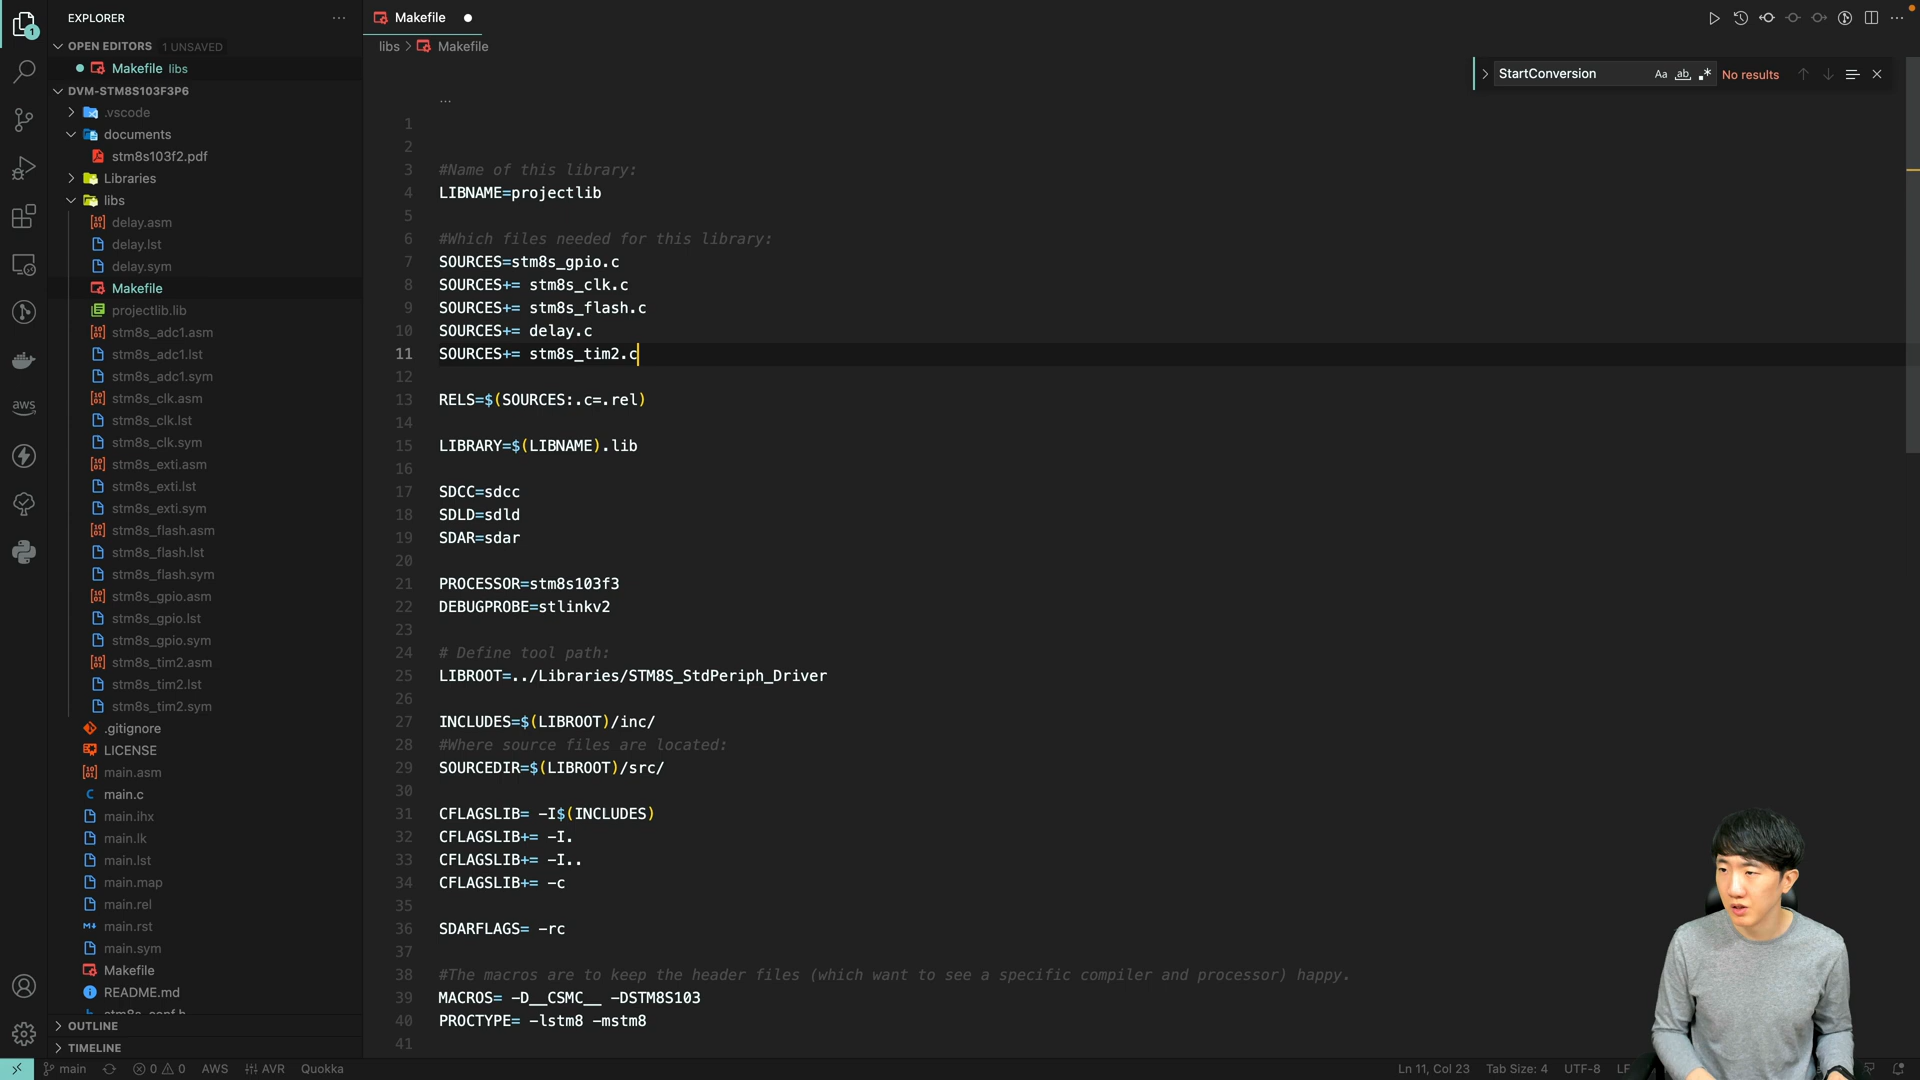 EXPLORER
OPEN EDITORS 1 UNSAVED
Makefile libs
DVM-STM8S103F3P6
.vscode
documents
stm8s103f2.pdf
Libraries
libs
delay.asm
delay.lst
delay.sym
Makefile
projectlib.lib
stm8s_adc1.asm
stm8s_adc1.lst
stm8s_adc1.sym
stm8s_clk.asm
stm8s_clk.lst
stm8s_clk.sym
stm8s_exti.asm
stm8s_exti.lst
stm8s_exti.sym
stm8s_flash.asm
stm8s_flash.lst
stm8s_flash.sym
stm8s_gpio.asm
stm8s_gpio.lst
stm8s_gpio.sym
stm8s_tim2.asm
stm8s_tim2.lst
stm8s_tim2.sym
.gitignore
LICENSE
main.asm
main.c
main.ihx
main.lk
main.lst
main.map
main.rel
main.rst
main.sym
Makefile
README.md
stm8s_conf.h
OUTLINE
TIMELINE
1
aws
Makefile
libs > Makefile
StartConversion Aa ab .* No results
...
1
2
3 #Name of this library:
4 LIBNAME=projectlib
5
6 #Which files needed for this library:
7 SOURCES=stm8s_gpio.c
8 SOURCES+= stm8s_clk.c
9 SOURCES+= stm8s_flash.c
10 SOURCES+= delay.c
11 SOURCES+= stm8s_tim2.c
12
13 RELS=$(SOURCES:.c=.rel)
14
15 LIBRARY=$(LIBNAME).lib
16
17 SDCC=sdcc
18 SDLD=sdld
19 SDAR=sdar
20
21 PROCESSOR=stm8s103f3
22 DEBUGPROBE=stlinkv2
23
24 # Define tool path:
25 LIBROOT=../Libraries/STM8S_StdPeriph_Driver
26
27 INCLUDES=$(LIBROOT)/inc/
28 #Where source files are located:
29 SOURCEDIR=$(LIBROOT)/src/
30
31 CFLAGSLIB= -I$(INCLUDES)
32 CFLAGSLIB+= -I.
33 CFLAGSLIB+= -I..
34 CFLAGSLIB+= -c
35
36 SDARFLAGS= -rc
37
38 #The macros are to keep the header files (which want to see a specific compiler and processor) happy.
39 MACROS= -D__CSMC__ -DSTM8S103
40 PROCTYPE= -lstm8 -mstm8
41
main 0 0 AWS AVR Quokka
Ln 11, Col 23 Tab Size: 4 UTF-8 LF